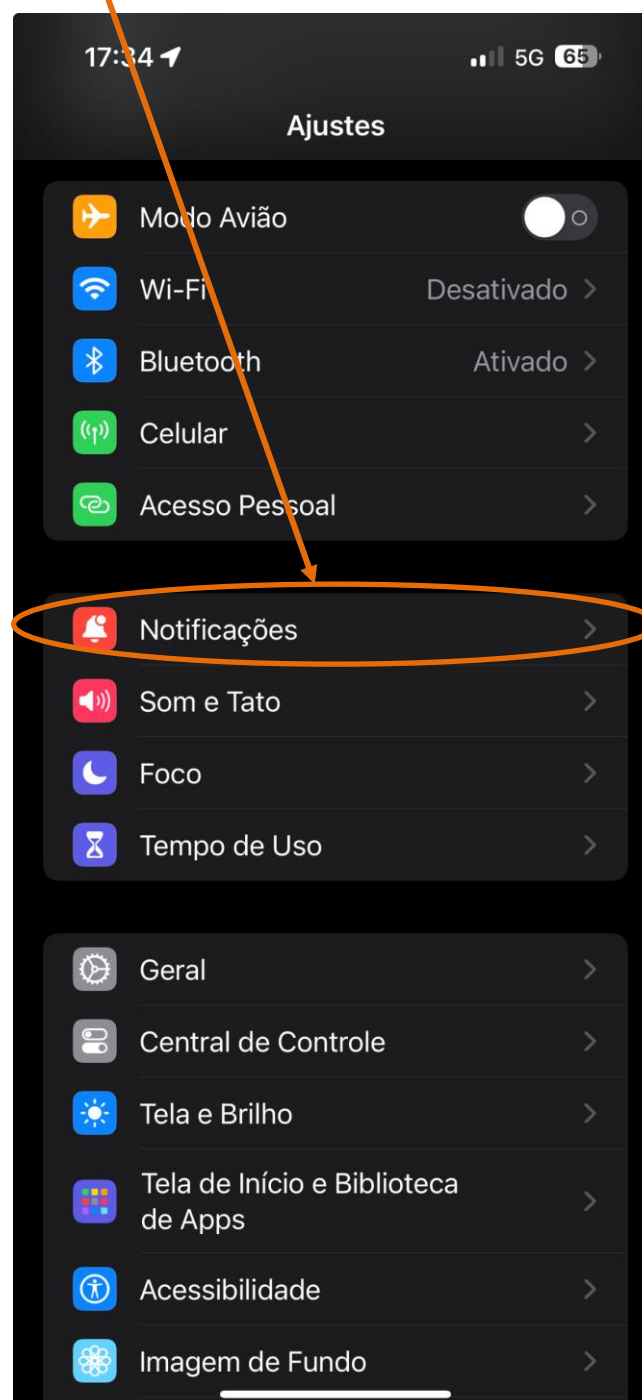 17:34
5G 65
Ajustes
Modo Avião
Wi-Fi Desativado
Bluetooth Ativado
Celular
Acesso Pessoal
Notificações
Som e Tato
Foco
Tempo de Uso
Geral
Central de Controle
Tela e Brilho
Tela de Início e Biblioteca
de Apps
Acessibilidade
Imagem de Fundo